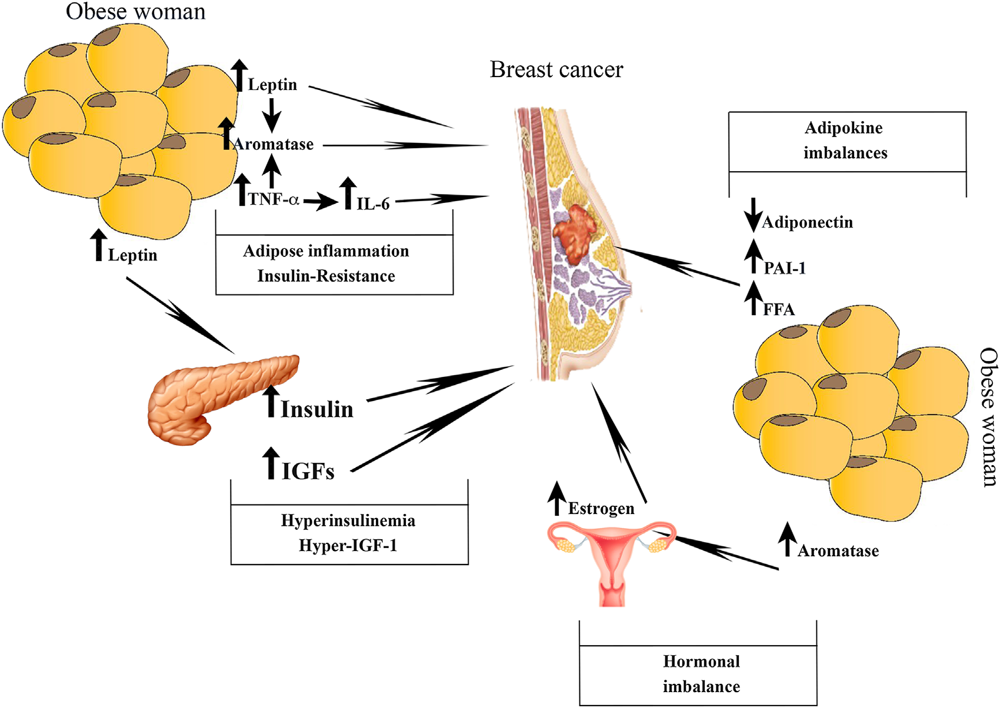 Obese woman
Breast cancer
Leptin
Aromatase
TNF-α
IL-6
Adipose inflammation
Insulin-Resistance
Leptin
Insulin
IGFs
Hyperinsulinemia
Hyper-IGF-1
Adipokine
imbalances
Adiponectin
PAI-1
FFA
Obese woman
Estrogen
Aromatase
Hormonal
imbalance